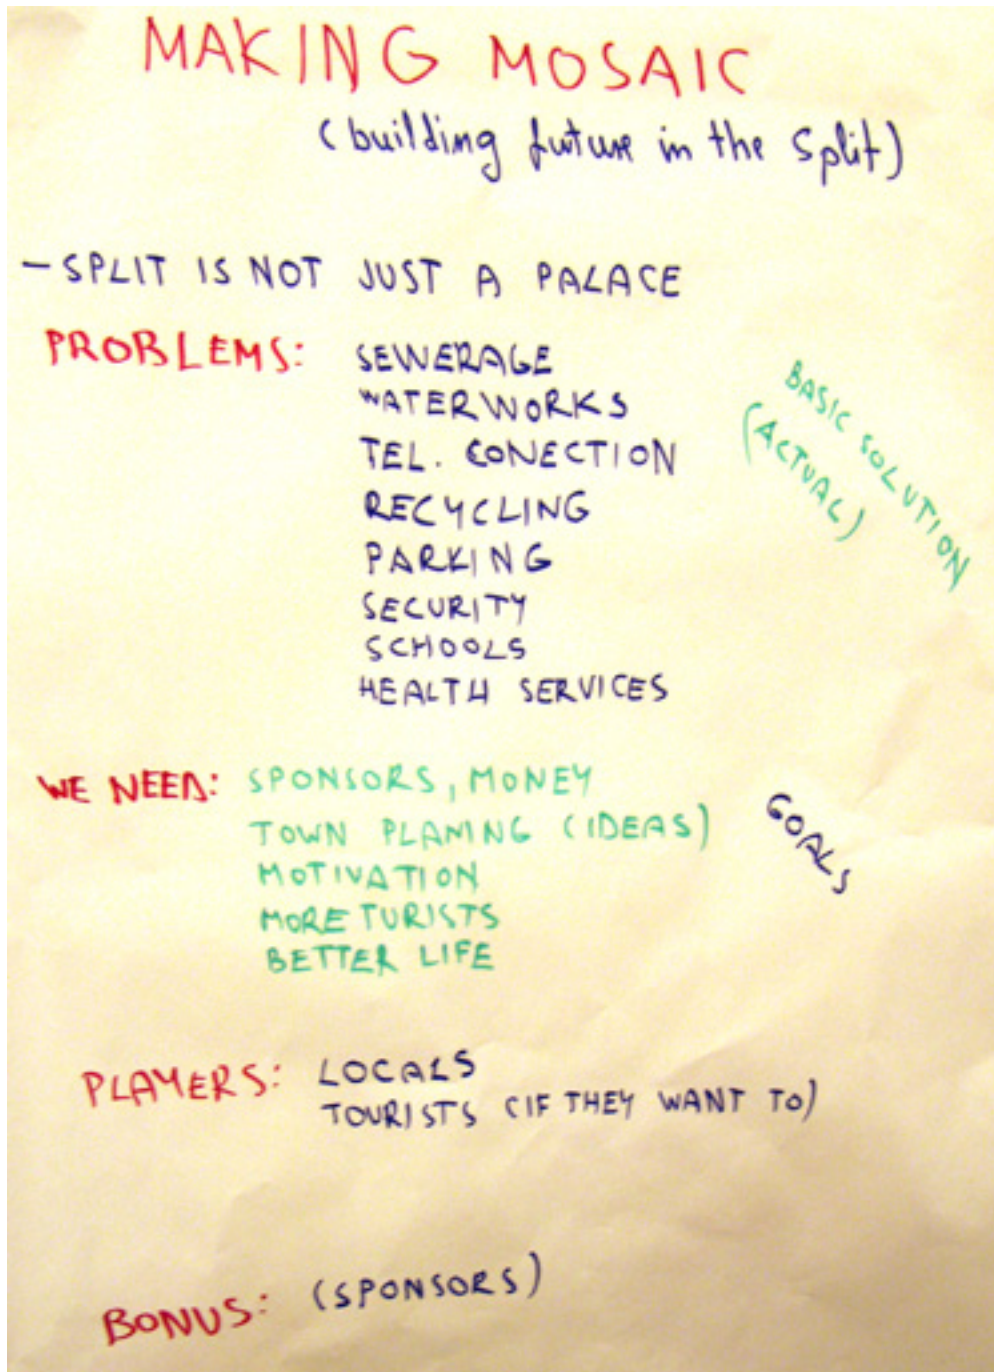 MAKING MOSAIC
(building future in the Split)
- SPLIT IS NOT JUST A PALACE
PROBLEMS: SEWERAGE
WATERWORKS
TEL. CONECTION
RECYCLING
PARKING
SECURITY
SCHOOLS
HEALTH SERVICES
BASIC SOLUTION
(ACTUAL)
WE NEED: SPONSORS, MONEY
TOWN PLANING (IDEAS)
MOTIVATION
MORE TURISTS
BETTER LIFE
GOALS
PLAYERS: LOCALS
TOURISTS (IF THEY WANT TO)
BONUS: (SPONSORS)